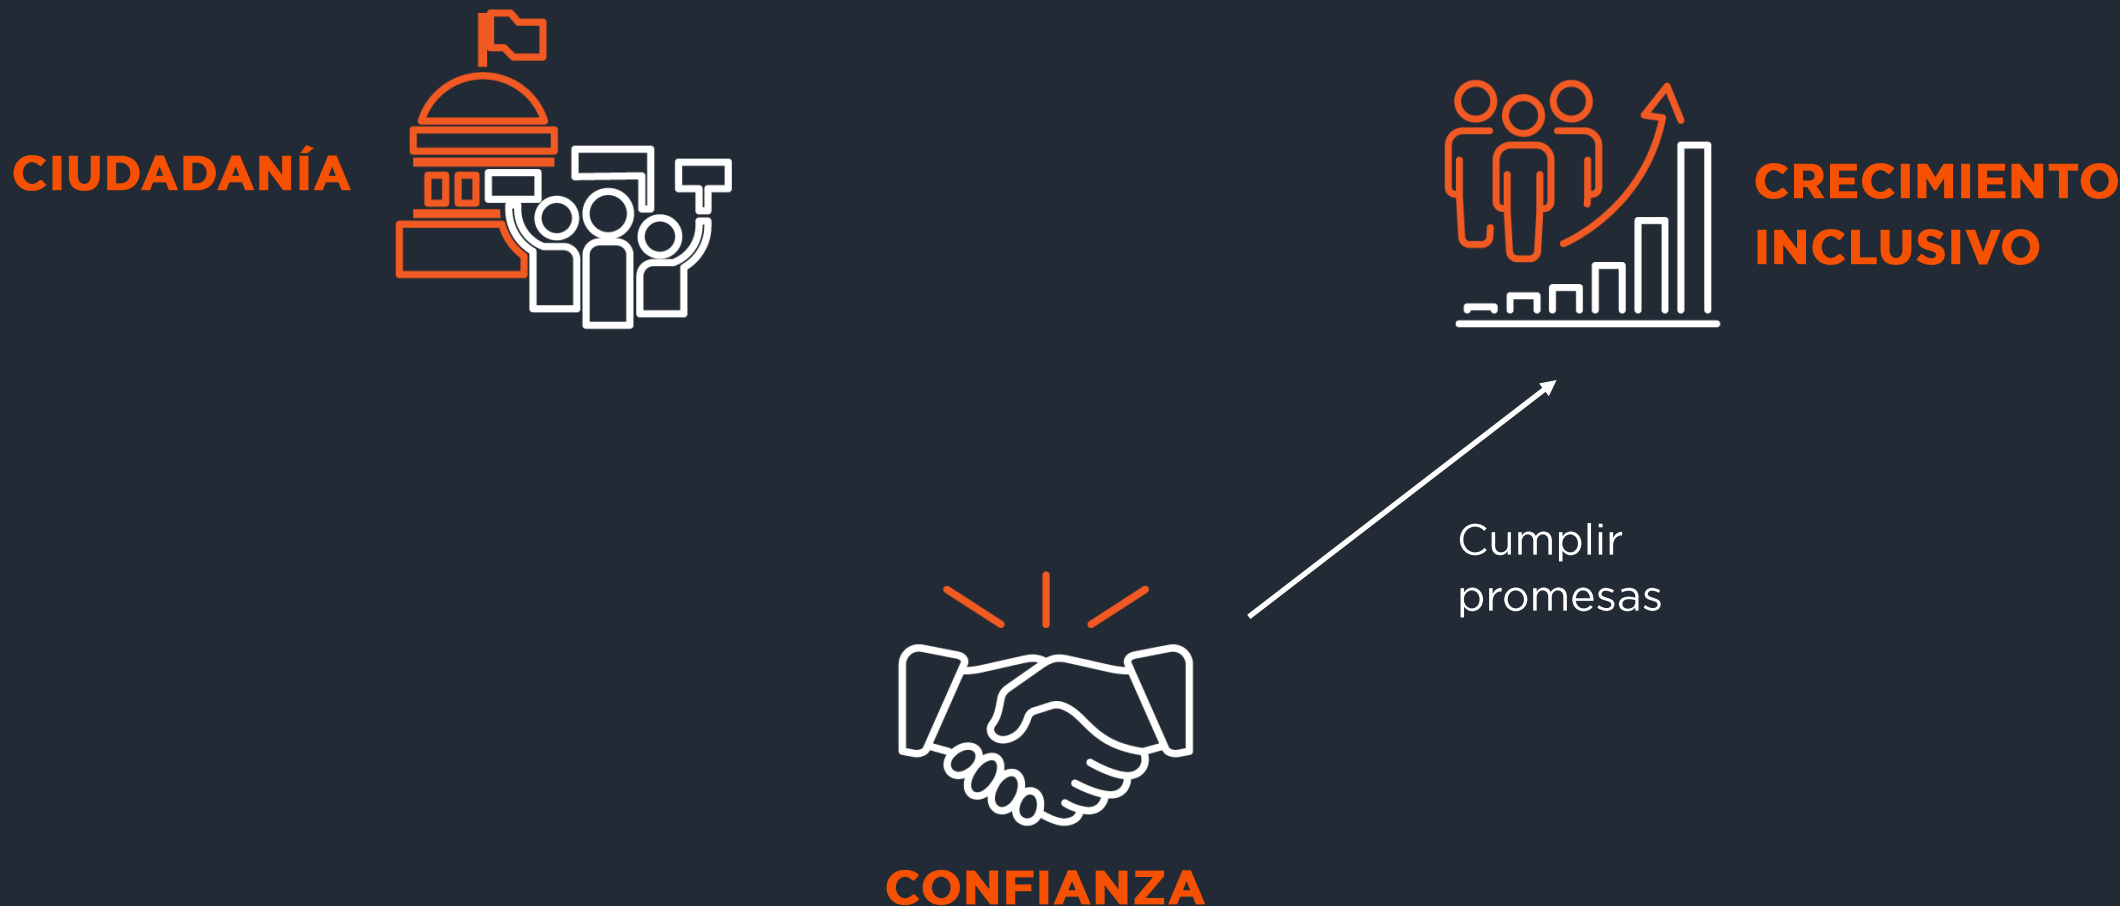 CIUDADANÍA
CRECIMIENTO
INCLUSIVO
Cumplir
promesas
CONFIANZA